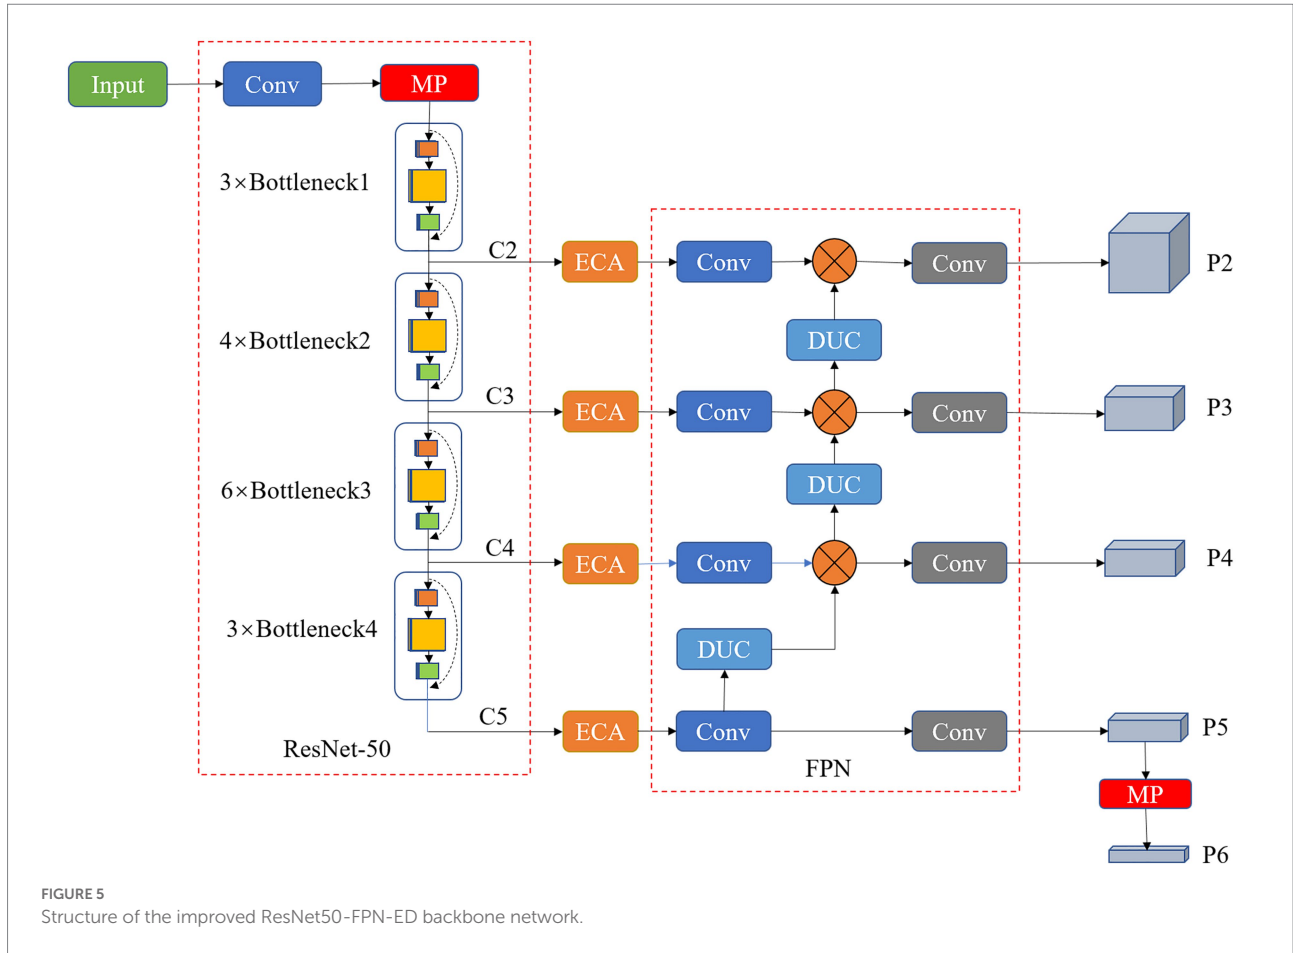 Input
Conv
MP
3×Bottleneck1
C2
ECA
Conv
Conv
P2
4×Bottleneck2
DUC
C3
ECA
Conv
Conv
P3
6×Bottleneck3
DUC
C4
ECA
Conv
Conv
P4
3×Bottleneck4
DUC
C5
ECA
Conv
Conv
P5
ResNet-50
FPN
MP
P6
FIGURE 5
Structure of the improved ResNet50-FPN-ED backbone network.